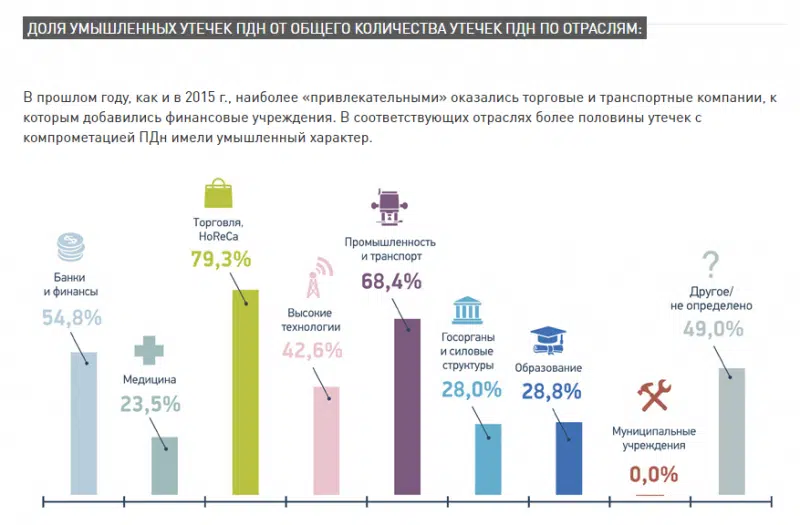 ДОЛЯ УМЫШЛЕННЫХ УТЕЧЕК ПДН ОТ ОБЩЕГО КОЛИЧЕСТВА УТЕЧЕК ПДН ПО ОТРАСЛЯМ:
В прошлом году, как и в 2015 г., наиболее «привлекательными» оказались торговые и транспортные компании, к
которым добавились финансовые учреждения. В соответствующих отраслях более половины утечек с
компрометацией ПДн имели умышленный характер.
Банки
и финансы
54,8%
Медицина
23,5%
Торговля,
HoReCa
79,3%
Высокие
технологии
42,6%
Промышленность
и транспорт
68,4%
Госорганы
и силовые
структуры
28,0%
Образование
28,8%
Муниципальные
учреждения
0,0%
?
Другое/
не определено
49,0%